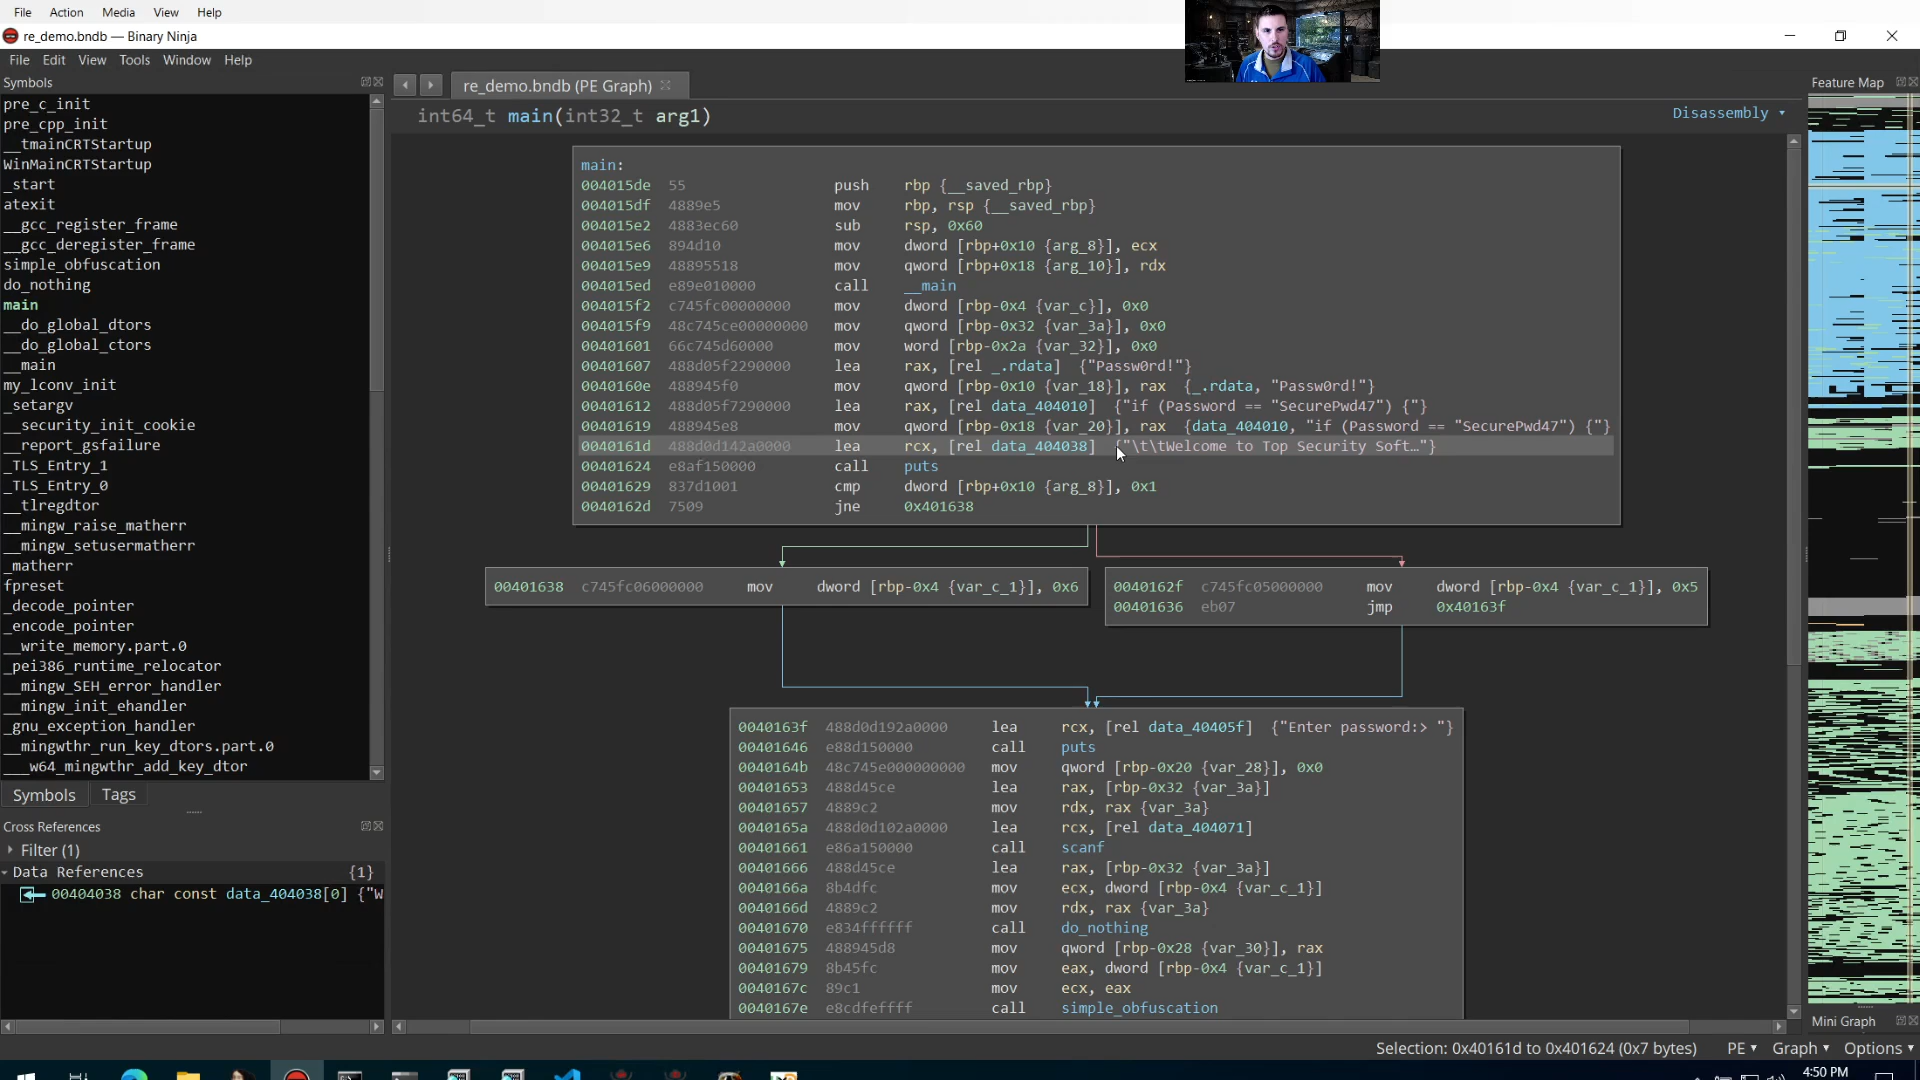 File Action Media View Help
re_demo.bndb — Binary Ninja
File Edit View Tools Window Help
Symbols
pre_c_init
pre_cpp_init
__tmainCRTStartup
WinMainCRTStartup
_start
atexit
__gcc_register_frame
__gcc_deregister_frame
simple_obfuscation
do_nothing
main
__do_global_dtors
__do_global_ctors
__main
my_lconv_init
_setargv
__security_init_cookie
__report_gsfailure
_TLS_Entry_1
_TLS_Entry_0
__tlregdtor
__mingw_raise_matherr
__mingw_setusermatherr
_matherr
fpreset
_decode_pointer
_encode_pointer
__write_memory.part.0
_pei386_runtime_relocator
__mingw_SEH_error_handler
__mingw_init_ehandler
_gnu_exception_handler
__mingwthr_run_key_dtors.part.0
___w64_mingwthr_add_key_dtor
Symbols Tags
Cross References
Filter (1)
Data References {1}
00404038 char const data_404038[0] {"W
re_demo.bndb (PE Graph)
int64_t main(int32_t arg1)
Disassembly
main:
004015de 55 push rbp {__saved_rbp}
004015df 4889e5 mov rbp, rsp {__saved_rbp}
004015e2 4883ec60 sub rsp, 0x60
004015e6 894d10 mov dword [rbp+0x10 {arg_8}], ecx
004015e9 48895518 mov qword [rbp+0x18 {arg_10}], rdx
004015ed e89e010000 call __main
004015f2 c745fc00000000 mov dword [rbp-0x4 {var_c}], 0x0
004015f9 48c745ce00000000 mov qword [rbp-0x32 {var_3a}], 0x0
00401601 66c745d60000 mov word [rbp-0x2a {var_32}], 0x0
00401607 488d05f2290000 lea rax, [rel _.rdata] {"Passw0rd!"}
0040160e 488945f0 mov qword [rbp-0x10 {var_18}], rax {_.rdata, "Passw0rd!"}
00401612 488d05f7290000 lea rax, [rel data_404010] {"if (Password == "SecurePwd47") {"}
00401619 488945e8 mov qword [rbp-0x18 {var_20}], rax {data_404010, "if (Password == "SecurePwd47") {"}
0040161d 488d0d142a0000 lea rcx, [rel data_404038] {"\t\tWelcome to Top Security Soft…"}
00401624 e8af150000 call puts
00401629 837d1001 cmp dword [rbp+0x10 {arg_8}], 0x1
0040162d 7509 jne 0x401638
00401638 c745fc06000000 mov dword [rbp-0x4 {var_c_1}], 0x6
0040162f c745fc05000000 mov dword [rbp-0x4 {var_c_1}], 0x5
00401636 eb07 jmp 0x40163f
0040163f 488d0d192a0000 lea rcx, [rel data_40405f] {"Enter password:> "}
00401646 e88d150000 call puts
0040164b 48c745e000000000 mov qword [rbp-0x20 {var_28}], 0x0
00401653 488d45ce lea rax, [rbp-0x32 {var_3a}]
00401657 4889c2 mov rdx, rax {var_3a}
0040165a 488d0d102a0000 lea rcx, [rel data_404071]
00401661 e86a150000 call scanf
00401666 488d45ce lea rax, [rbp-0x32 {var_3a}]
0040166a 8b4dfc mov ecx, dword [rbp-0x4 {var_c_1}]
0040166d 4889c2 mov rdx, rax {var_3a}
00401670 e834ffffff call do_nothing
00401675 488945d8 mov qword [rbp-0x28 {var_30}], rax
00401679 8b45fc mov eax, dword [rbp-0x4 {var_c_1}]
0040167c 89c1 mov ecx, eax
0040167e e8cdfeffff call simple_obfuscation
Feature Map
Mini Graph
Selection: 0x40161d to 0x401624 (0x7 bytes) PE Graph Options
4:50 PM